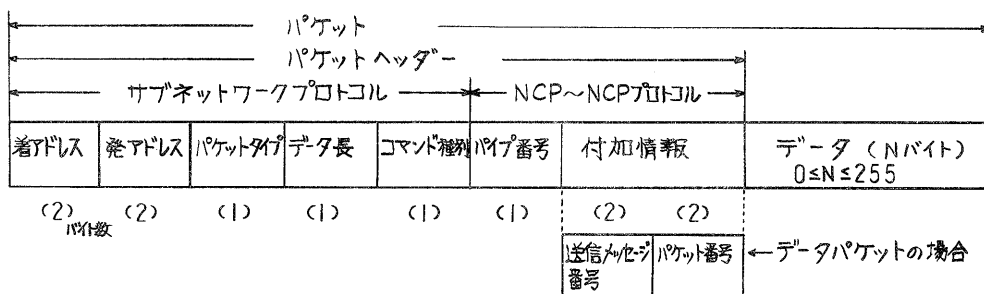 パケット
パケットヘッダー
サブネットワークプロトコル
NCP～NCPプロトコル
着アドレス
発アドレス
パケットタイプ
データ長
コマンド種別
パイプ番号
付加情報
データ (Nバイト)
0≤N≤255
(2)
バイト数
(2)
(1)
(1)
(1)
(1)
(2)
(2)
送信メッセージ
番号
パケット番号
←データパケットの場合